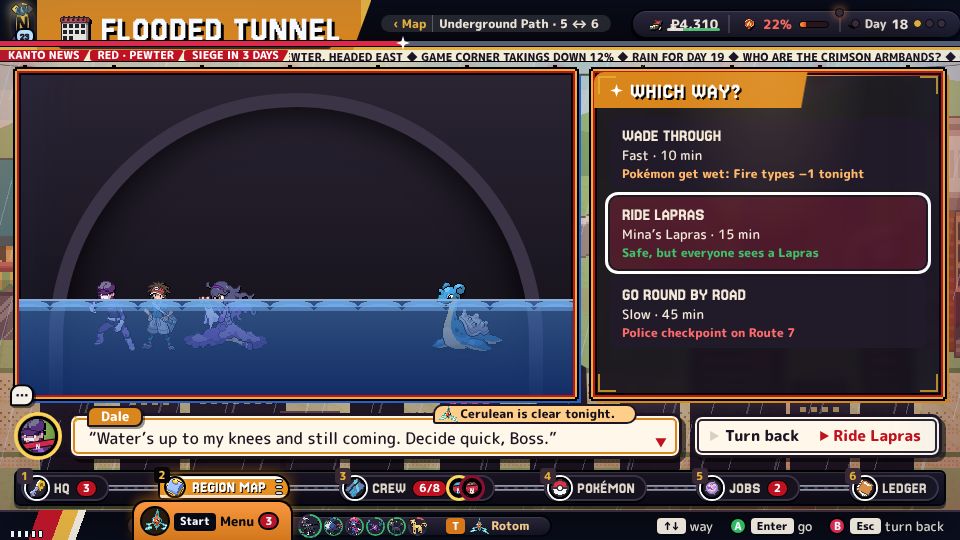 23
FLOODED TUNNEL
‹ Map
Underground Path · 5 ↔ 6
₽4,310
22%
Day 18
KANTO NEWS
RED · PEWTER
SIEGE IN 3 DAYS
HEADED EAST ◆ GAME CORNER TAKINGS DOWN 12% ◆ RAIN FOR DAY 19 ◆ WHO ARE THE CRIMSON ARMBANDS? ◆
WHICH WAY?
WADE THROUGH
Fast · 10 min
Pokémon get wet: Fire types −1 tonight
RIDE LAPRAS
Mina’s Lapras · 15 min
Safe, but everyone sees a Lapras
GO ROUND BY ROAD
Slow · 45 min
Police checkpoint on Route 7
Dale
Cerulean is clear tonight.
“Water’s up to my knees and still coming. Decide quick, Boss.”
Turn back
Ride Lapras
1
HQ
3
2
REGION MAP
3
CREW
6/8
4
POKÉMON
5
JOBS
2
6
LEDGER
Start
Menu
3
T
Rotom
↑↓ way
A Enter go
B Esc turn back